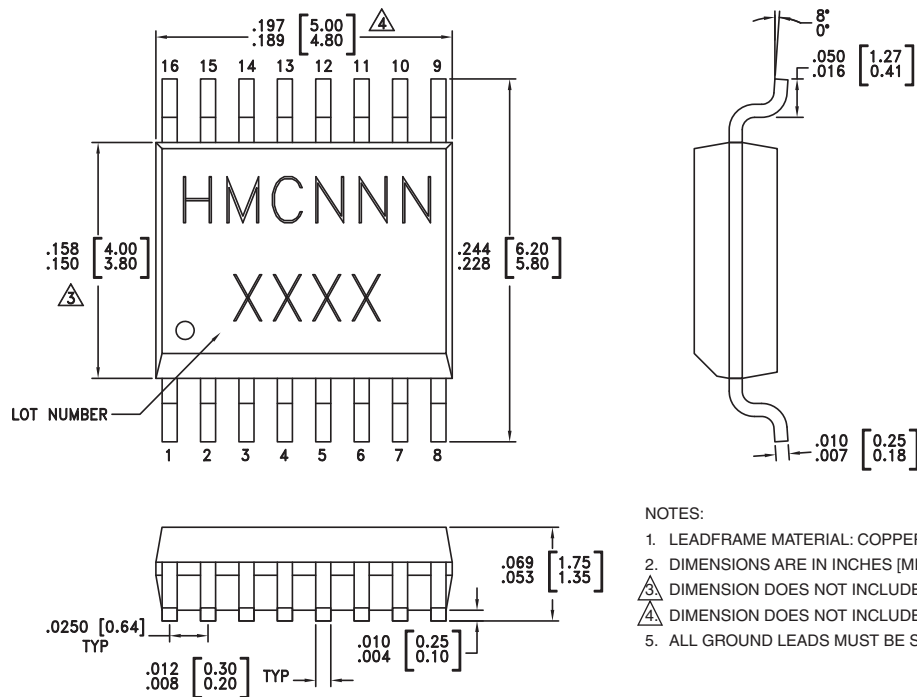 .197 [5.00] 4
.189 [4.80]
16 15 14 13 12 11 10 9
HMCNNN
XXXX
.158 [4.00]
.150 [3.80]
3
.244 [6.20]
.228 [5.80]
LOT NUMBER
1 2 3 4 5 6 7 8
8°
0°
.050 [1.27]
.016 [0.41]
.010 [0.25]
.007 [0.18]
.069 [1.75]
.053 [1.35]
.0250 [0.64]
TYP
.012 [0.30]
.008 [0.20]
TYP
.010 [0.25]
.004 [0.10]
NOTES:
1. LEADFRAME MATERIAL: COPPER
2. DIMENSIONS ARE IN INCHES
3. DIMENSION DOES NOT INCLUDE
4. DIMENSION DOES NOT INCLUDE
5. ALL GROUND LEADS MUST BE